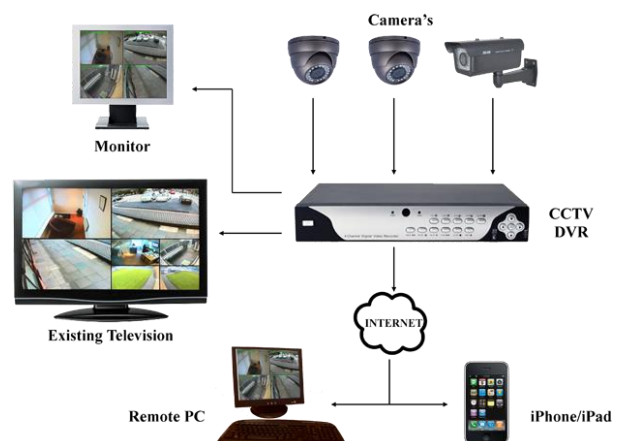 Camera's
Monitor
CCTV
DVR
Existing Television
INTERNET
Remote PC
iPhone/iPad